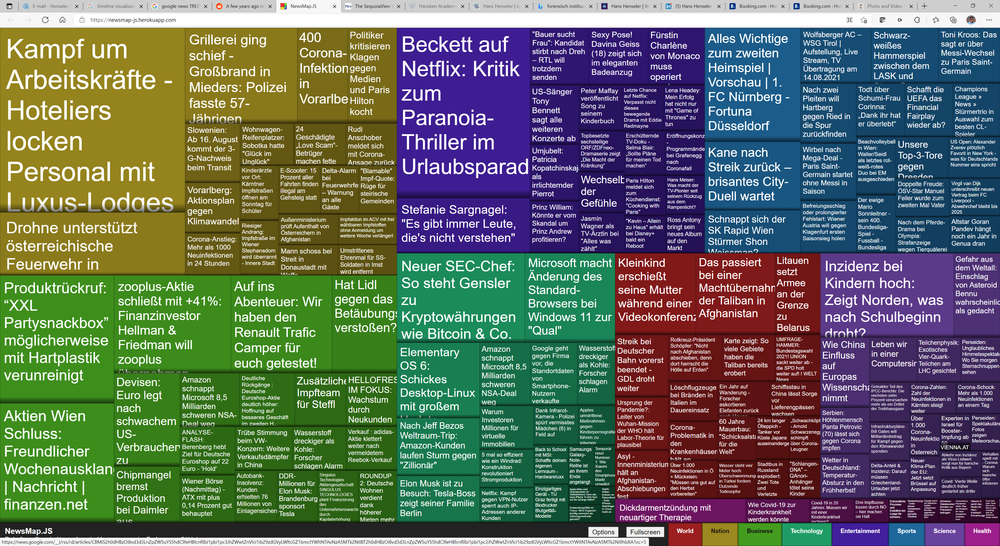 E-mail - Henseler,
timeline visualisati
google news TREE
A few years ago ne
NewsMap.JS
The SequoiaView
Hansken Academy
Hans Henseler | ke
forensisch instituu
Hans Henseler | W
(5) Hans Henseler
Booking.com : Hot
Booking.com : Hot
Photo and Video
https://newsmap-js.herokuapp.com
Kampf um
Arbeitskräfte -
Hoteliers
locken
Personal mit
Luxus-Lodges
Drohne unterstützt
österreichische
Feuerwehr in
Grillerei ging
schief -
Großbrand in
Mieders: Polizei
fasste 57-
Jährigen
400
Corona-
Infektion
in
Vorarlbe
Politiker
kritisieren
Klagen
gegen
Medien
und Paris
Hilton
kocht
Slowenien:
Ab 16. August
kommt der 3-
G-Nachweis
beim Transit
Wohnwagen-
Reifenplatzer:
Sobotka hatte
"Glück im
Unglück"
24
Geschädigte
„Love Scam“-
Betrüger
machen fette
Rudi
Anschober
meldet sich
mit Corona-
Ansage zurück
Vorarlberg:
Aktionsplan
gegen
Klimawandel
Corona-Anstieg:
Mehr als 1000
Neuinfektionen
in 24 Stunden
Kinderärzte
vor Ort:
Kärntner
Impfstraßen
öffnen am
Sonntag für
Schüler
Riesiger
Andrang:
Impfstraße im
Wiener
Stephansdom
wird überrannt
- Innere Stadt
E-Scooter: 15
Prozent aller
Fahrten finden
illegal am
Gehsteig statt
Delta-Alarm
bei
Feuerwehrfe
– Warnung
an alle
Gäste
"Blamable"
Impf-Quote:
Rüge für
steirische
Gemeinden
Außenministerium
prüft Aufenthalt von
Österreichern in
Afghanistan
Impfaktion im ACV mit frei
wählbaren Impfstoffen
ohne Anmeldung um
weitere Woche verlängert
Mann schoss bei
Streit in
Donaustadt mit
Waffe
Umstrittenes
Ehrenmal für SS-
Soldaten in Imst
wird entfernt
Beckett auf
Netflix: Kritik
zum
Paranoia-
Thriller im
Urlaubsparad
Stefanie Sargnagel:
"Es gibt immer Leute,
die's nicht verstehen"
"Bauer sucht
Frau": Kandidat
stirbt nach Dreh
– RTL will
trotzdem
senden
Sexy Pose!
Davina Geiss
(18) zeigt sich
im eleganten
Badeanzug
Fürstin
Charlène
von Monaco
muss
operiert
US-Sänger
Tony
Bennett
sagt alle
weiteren
Konzerte ab
Peter Maffay
veröffentlicht
Song zu
seinem
Kinderbuch
Letzte Chance
auf Netflix:
Verpasst nicht
dieses
bewegende
Drama mit Eddie
Redmayne
Lena Headey:
Mein Erfolg
hat nicht nur
mit "Game of
Thrones" zu
tun
Umjubelt:
Patricia
Kopatchinskaj
als
irrlichternder
Pierrot
Prinz William:
Könnte er vom
Skandal um
Prinz Andrew
profitieren?
Topbesetzte
sechsteilige
ORF/ZDFneo-
Dramaserie zeigt
„Die Macht der
Kränkung“
Erschütternde
TV-Doku -
Selma Blair:
„Sollte Pläne
für meinen Tod
machen“
Eröffnungskonz
-
Programmände
bei Grafenegg
nach
Coronafall
Wechselb
der
Gefühle
Jasmin
Wagner als
TV-Ärztin bei
"Alles was
zählt"
Paris Hilton
meldet sich
zum
Küchendienst:
"Cooking with
Paris"
Hans Meiser:
Was macht der
TV-Pionier seit
seinem Rückzug
aus dem
Rampenlicht?
"Kevin – Allein
zu Haus" erhält
bei Disney+
bald ein
Reboot
Ross Antony
bringt sein
neues Album
auf den
Markt
Alles Wichtige
zum zweiten
Heimspiel |
Vorschau | 1.
FC Nürnberg -
Fortuna
Düsseldorf
Kane nach
Streik zurück –
brisantes City-
Duell wartet
Schnappt sich der
SK Rapid Wien
Stürmer Shon
Weissman?
Wolfsberger AC –
WSG Tirol |
Aufstellung, Live
Stream, TV
Übertragung am
14.08.2021
Schwarz-
weißes
Hammerspiel
zwischen dem
LASK und
Toni Kroos: Das
sagt er über
Messi-Wechsel
zu Paris Saint-
Germain
Nach zwei
Pleiten will
Hartberg
gegen Ried in
die Spur
zurückfinden
Todt über
Schumi-Frau
Corinna:
„Dank ihr hat
er überlebt“
Schafft die
UEFA das
Financial
Fairplay
wieder ab?
Champions
League »
News »
Stürmertrio in
Auswahl zum
besten CL-
Spieler
Wirbel nach
Mega-Deal -
Paris Saint-
Germain startet
ohne Messi in
Saison
Befreiungsschlag
oder prolongierter
Fehlstart: Wiener
Austria will gegen
Klagenfurt ersten
Saisonsieg holen
Beachvolleyball
in Wien:
Waller/Seidl
als letztes rot-
weiß-rotes
Duo bei EM
ausgeschieden
Der ewige
Mario
Sonnleitner -
sein 400.
Bundesliga-
Spiel -
Fussball -
Bundesliga
Unsere
Top-3-Tore
gegen
Dresden
US Open: Alexander
Zverev plötzlich
Favorit in New York -
was für Deutschlands
Nummer eins spricht
Doppelte Freude:
ÖSV-Star Manuel
Feller wurde zum
zweiten Mal Vater
Virgil van Dijk
unterschreibt neuen
Vertrag beim FC
Liverpool -
Abwehrchef bleibt bis
2025
Nach dem Pferde-
Drama bei
Olympia:
Strafanzeige
wegen Tierquälerei
Altstar Goran
Pandev hängt
noch ein Jahr in
Genua dran
Produktrückruf:
“XXL
Partysnackbox”
möglicherweise
mit Hartplastik
verunreinigt
Aktien Wien
Schluss:
Freundlicher
Wochenausklang
| Nachricht |
finanzen.net
zooplus-Aktie
schließt mit +41%:
Finanzinvestor
Hellman &
Friedman will
zooplus
übernehmen
Auf ins
Abenteuer: Wir
haben den
Renault Trafic
Camper für
euch getestet!
Hat Lidl
gegen das
Betäubungs
verstoßen?
Devisen:
Euro legt
nach
schwachem
US-
Verbraucherv
zu
Chipmangel
bremst
Produktion
bei Daimler
aus
Amazon
schnappt
Microsoft 8,5
Milliarden
schweren NSA-
Deal weg
Deutliche
Rückgänge :
Deutsche
Euroshop-Aktie
deutlich höher:
Hoffnung auf
besseres Geschäft
im zweiten H..
Zusätzliche
Impfteam
für Steffl
HELLOFRES
IM FOKUS:
Wachstum
durch
Neukunden
ANALYSE-
FLASH:
Berenberg hebt
Ziel für Deutsche
Euroshop auf 22
Euro - 'Hold'
Wiener Börse
(Nachmittag) -
ATX mit plus
0,14 Prozent gut
behauptet
Trübe Stimmung
beim VW-
Konzern: Weitere
Verkaufsdämpfer
in China
Wasserstoff
dreckiger als
Kohle:
Forscher
schlagen Alarm
Verkauf : adidas-
Aktie klettert
weiter nach
vermeldetem
Reebok-Verkauf
Autobank-
Insolvenz:
Kunden
erhielten 76
Millionen von
Einlagensicheru
DDR-
Millionen für
Elon Musk:
Brandenburg
sponsort
Tesla
Singulus
Technologies
Aktiengesellschaft:
SINGULUS
TECHNOLOGIES
plant Finanzierung
des
Unternehmenswachs
durch
Kapitalerhöhung
ROUNDUP
2: Deutsche
Wohnen
verdient
dank
höherer
Mieten mehr
Neuer SEC-Chef:
So steht Gensler
zu
Kryptowährungen
wie Bitcoin & Co.
Microsoft macht
Änderung des
Standard-
Browsers bei
Windows 11 zur
"Qual"
Elementary
OS 6:
Schickes
Desktop-Linux
mit großem
Update
Nach Jeff Bezos
Weltraum-Trip:
Amazon-Kunden
laufen Sturm gegen
"Zillionär"
Elon Musk ist zu
Besuch: Tesla-Boss
zeigt seiner Familie
Berlin
Amazon
schnappt
Microsoft 8,5
Milliarden
schweren
NSA-Deal
weg
Google geht
gegen Firma
vor, die
Standortdaten
von
Smartphone-
Nutzern
verkaufte
Wasserstoff
dreckiger
als Kohle:
Forscher
schlagen
Alarm
Warum
Investoren
Millionen für
virtuelle
Immobilien
5 mal so effizient
wie ein Windrad:
Konstruktion
revolutioniert
Stromproduktion
Netflix: Kampf
gegen VPN-Nutzer
sperrt auch IP-
Adressen anderer
Kunden
Dank Infrarot-
Kamera - Polizei
spürt vermisstes
Mädchen (6) in
Feld auf
Apples
umstrittene
Maßnahmen
gegen
Kinderpornografie
führen zu
internen
Back to School
mit MSI:
Schaffe deinen
eigenen
Lernraum -
Hardwareluxx
Samsungs
Galaxy-
Note-
Reihe ist
an ihrem
Ende
angelangt
Temporär
neue
Nummer
1: Wie
Xiaomi
den
Smartphone
Markt
umwälzt
Einzigartiges
Gerät - TU
Graz fertigt mit
Biodrucker
Blutgefäß-
Modelle
Apple-Aktie nach
Quartalszahlen im
Seitwärtstrend: Kann das
neue iPhone 13 dem Kurs
auf die Sprünge helfen?
Anwendungsfälle im
Fokus: Wird Dogecoin
künftig vermehrt als
Zahlungsmethode
genutzt?
Apple-
Aktien
kratzen an
Rekordhoch
- Gute
iPhone-
Nachfrage
in China
treibt an
Kleinkind
erschießt
seine Mutter
während einer
Videokonferenz
Das passiert
bei einer
Machtübernahm
der Taliban in
Afghanistan
Litauen
setzt
Armee
an der
Grenze
zu
Belarus
Streik bei
Deutscher
Bahn vorerst
beendet -
GDL droht
weiter
Ursprung der
Pandemie?:
Leiter von
Wuhan-Mission
der WHO hält
Labor-Theorie für
plausibel
Asyl -
Innenministerium
hält an
Afghanistan-
Abschiebungen
fest
Rotkreuz-Präsident
Schöpfer: "Nicht
nach Afghanistan
abschieben, denn
dort herrscht die
Hölle auf Erden"
Karte zeigt: So
viele Gebiete
haben die
Taliban bereits
erobert
UMFRAGE-
HAMMER:
Bundestagswahl
2021! UNION
sackt weiter ab -
die SPD holt
weiter auf! I WELT
News
Löschflugzeuge
bei Bränden in
Italien im
Dauereinsatz
Ein Jahr auf
Wanderung -
Forscher
eskortieren
Elefanten zurück
nach Hause
Schiffsstau in
China lässt Sorge
vor
Lieferengpässen
wachsen
Corona-
Problematik in
den
Krankenhäusern
hält an
60 Jahre
Mauerbau:
"Schicksalsta
für die
Welt"
24 km langer
Ölteppich -
Tanker vor
Küste Japans
auseinanderge
„Schwachköpf
- Arnold
Schwarzenegg
schimpft
über Corona-
Leugner
Über 1.000
Neuinfektionen in Ö
+ Mückstein:
"Müssen uns gut auf
den Herbst
vorbereiten"
Wasser steht vier
Meter hoch:
Überschwemmung
in Türkei fordern
Dutzende
Todesopfer
Stadtbus in
Russland
explodiert:
Zwei Tote
und
Verletzte
"Schlangen-
DNA" –
QAnon-
Anhänger
tötet seine
Kinder
Inzidenz bei
Kindern hoch:
Zeigt Norden, was
nach Schulbeginn
droht?
Gefahr aus
dem Weltall:
Einschlag
von Asteroid
Bennu
wahrscheinlic
als gedacht
Wie China
Einfluss
auf
Europas
Wissenscha
nimmt
Leben wir
in einer
Computersin
Teilchenphysik:
Exotisches
Vier-Quark-
Teilchen am
LHC gesichtet
Perseiden:
Unglaubliches
Himmelsspektak
Wo Sie morgen
Sternschnuppen
sehen
Serbien:
Höhlenmensch
Panta Petrovic
(70) lässt sich
gegen Corona
impfen
Wetter in
Deutschland:
Temperatur-
Absturz in den
Frühherbst!
Geleakter Teil des
IPCC-Berichts: Die
reichsten zehn
Prozent verursachen
mehr als ein Drittel
der Treibhausgase
Infrastrukturpläne:
Bill Gates will
Milliardenbetrag
für Kampf gegen
den Klimawandel
spenden
Delta-Anteil &
Inzidenz: Darauf
müssen
Griechenland-
Urlauber jetzt
achten
Corona-Zahlen:
Zahl der
Neuinfektionen in
Kärnten steigt
weiter
Corona-Schock:
Mehr als 1.000
Neuinfektionen
an einem Tag
Über
1.000
Corona-
Neuinfektio
in
Österreich
Experten in
Israel für
Booster-
Impfung ab
50
VIENNA.AT
Perseiden:
Spektakuläre
Fotos
zeigen
Meteorschau
Neuer
Klima-Plan
der EU:
Jetzt setzt
Brüssel auf
Anpassung
Abkehr von Inzidenz
als Virus-Leitwert
sorgt nun für harsche
Kritik aus Bayern
Covid: Vierte Welle
deutlich früher
gestartet als dritte
Verhalten
spielt mit
- Corona:
Warum
sich
manche
öfter
infizieren
Dickdarmentzündung mit
neuartiger Therapie
Wie Covid-19 zur
Kinderkrankheit
werden könnte
Covid-19 in 20
Jahren: Müssen wir
mit einer
Kinderkrankheit
rechnen?
Drei Impfbusse
touren durch NÖ
– hier machen
sie Halt
Entzündliche
Prozesse
und
Endothel der
Lunge für
schwere...
NewsMap.JS
Options
Fullscreen
World
Nation
Business
Technology
Entertainment
Sports
Science
Health